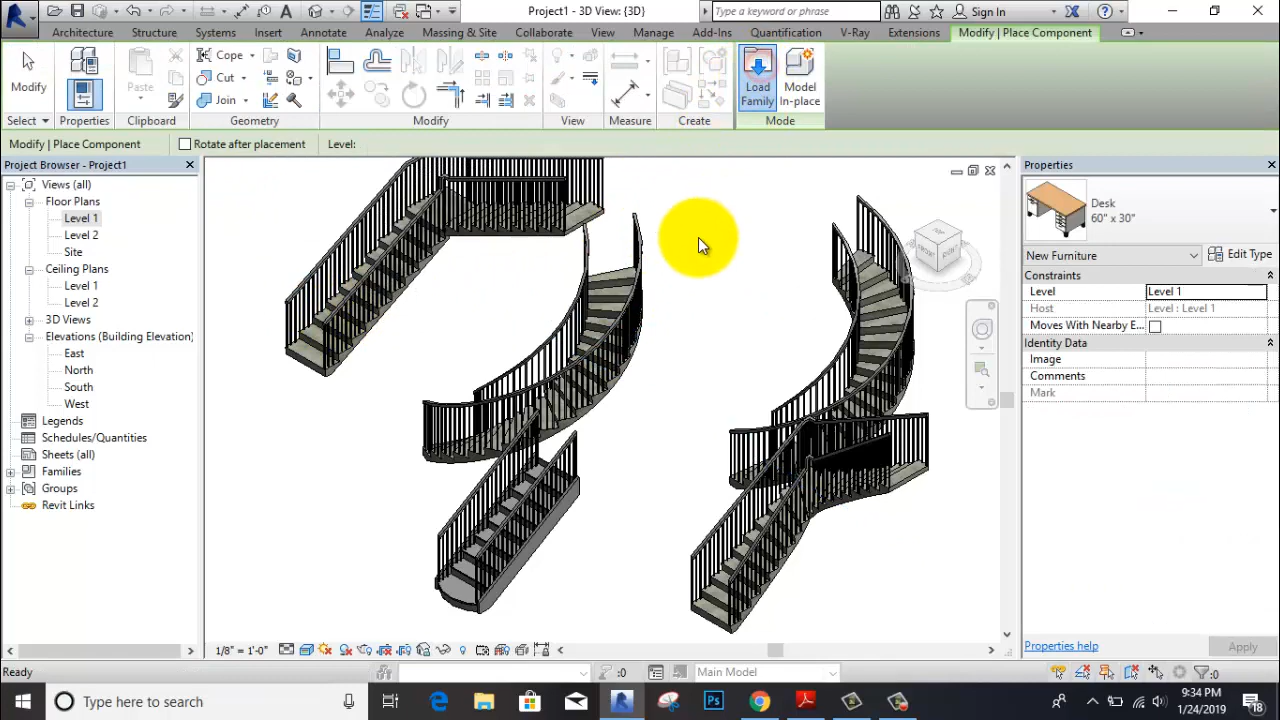 Project1 - 3D View: {3D}
Type a keyword or phrase
Sign In
Architecture
Structure
Systems
Insert
Annotate
Analyze
Massing & Site
Collaborate
View
Manage
Add-Ins
Quantification
V-Ray
Extensions
Modify | Place Component
Modify
Paste
Cope
Cut
Join
Load Family
Model In-place
Select
Properties
Clipboard
Geometry
Modify
View
Measure
Create
Mode
Modify | Place Component
Rotate after placement
Level:
Project Browser - Project1
Views (all)
Floor Plans
Level 1
Level 2
Site
Ceiling Plans
Level 1
Level 2
3D Views
Elevations (Building Elevation)
East
North
South
West
Legends
Schedules/Quantities
Sheets (all)
Families
Groups
Revit Links
Properties
Desk
60" x 30"
New Furniture
Edit Type
Constraints
Level
Level 1
Host
Level : Level 1
Moves With Nearby E...
Identity Data
Image
Comments
Mark
Properties help
Apply
1/8" = 1'-0"
Ready
:0
Main Model
:0
Type here to search
9:34 PM
1/24/2019
18